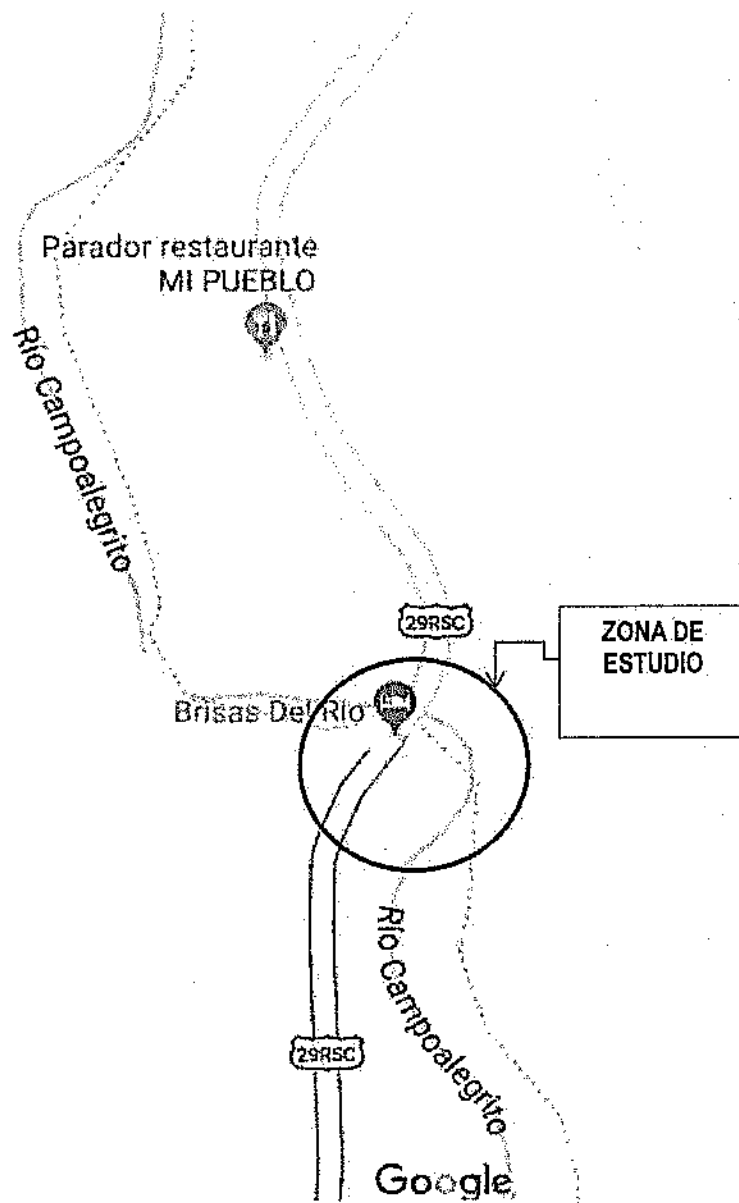 Parador restaurante
MI PUEBLO
Río Campoalegrito
29RSC
ZONA DE
ESTUDIO
Brisas Del Río
Río Campoalegrito
29RSC
Google